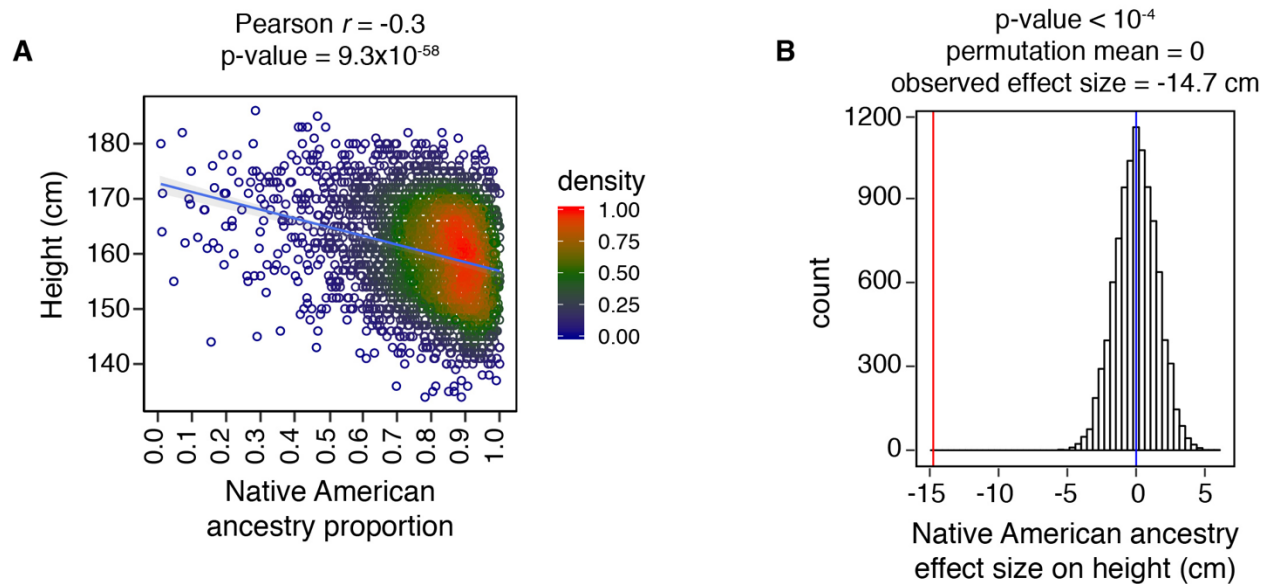 A
Pearson r = -0.3
p-value = 9.3x10⁻⁵⁸
Height (cm)
180
170
160
150
140
0.0 0.1 0.2 0.3 0.4 0.5 0.6 0.7 0.8 0.9 1.0
Native American
ancestry proportion
density
1.00
0.75
0.50
0.25
0.00
B
p-value < 10⁻⁴
permutation mean = 0
observed effect size = -14.7 cm
count
1200
900
600
300
0
-15 -10 -5 0 5
Native American ancestry
effect size on height (cm)